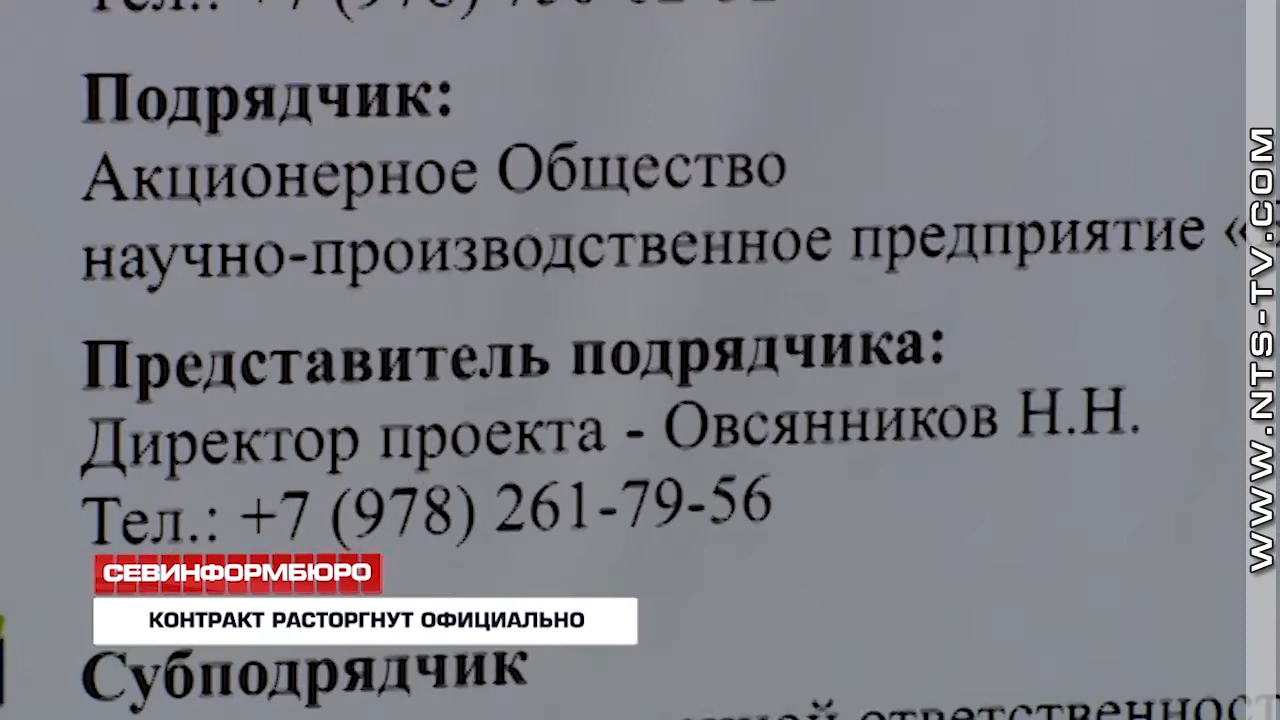 Подрядчик:
Акционерное Общество
научно-производственное предприятие «
Представитель подрядчика:
Директор проекта - Овсянников Н.Н.
Тел.: +7 (978) 261-79-56
СЕВИНФОРМБЮРО
КОНТРАКТ РАСТОРГНУТ ОФИЦИАЛЬНО
Субподрядчик
WWW.NTS-TV.COM